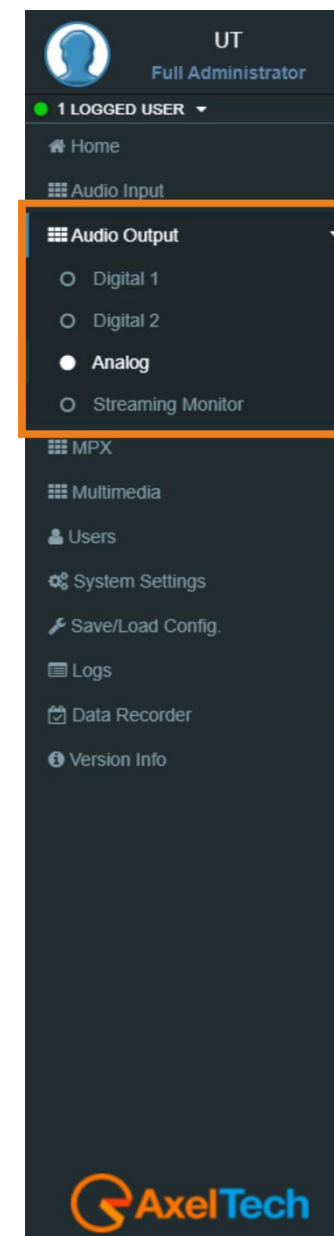 UT
Full Administrator
1 LOGGED USER
Home
Audio Input
Audio Output
Digital 1
Digital 2
Analog
Streaming Monitor
MPX
Multimedia
Users
System Settings
Save/Load Config.
Logs
Data Recorder
Version Info
AxelTech